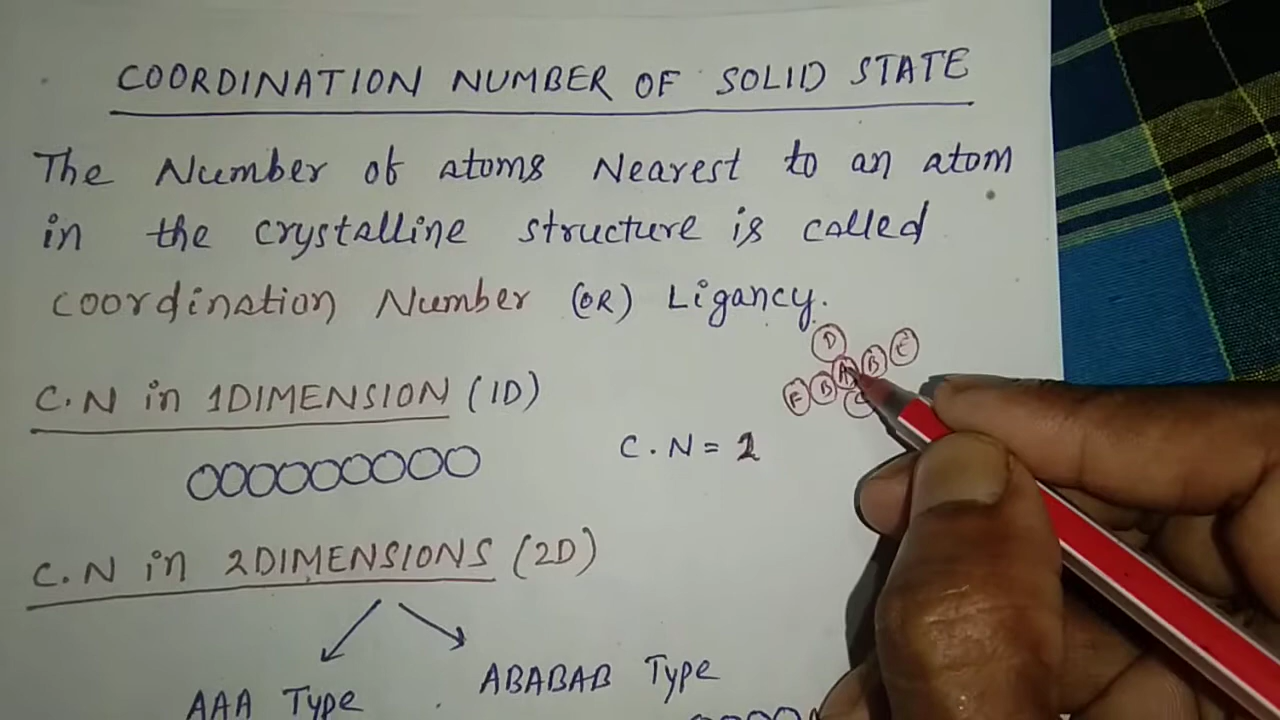 COORDINATION NUMBER OF SOLID STATE
The Number of atoms Nearest to an atom
in the crystalline structure is called
coordination Number (OR) Ligancy.
D A B E
F B C
C.N in 1DIMENSION (1D)
C.N = 2
C.N in 2DIMENSIONS (2D)
AAA Type
ABABAB Type